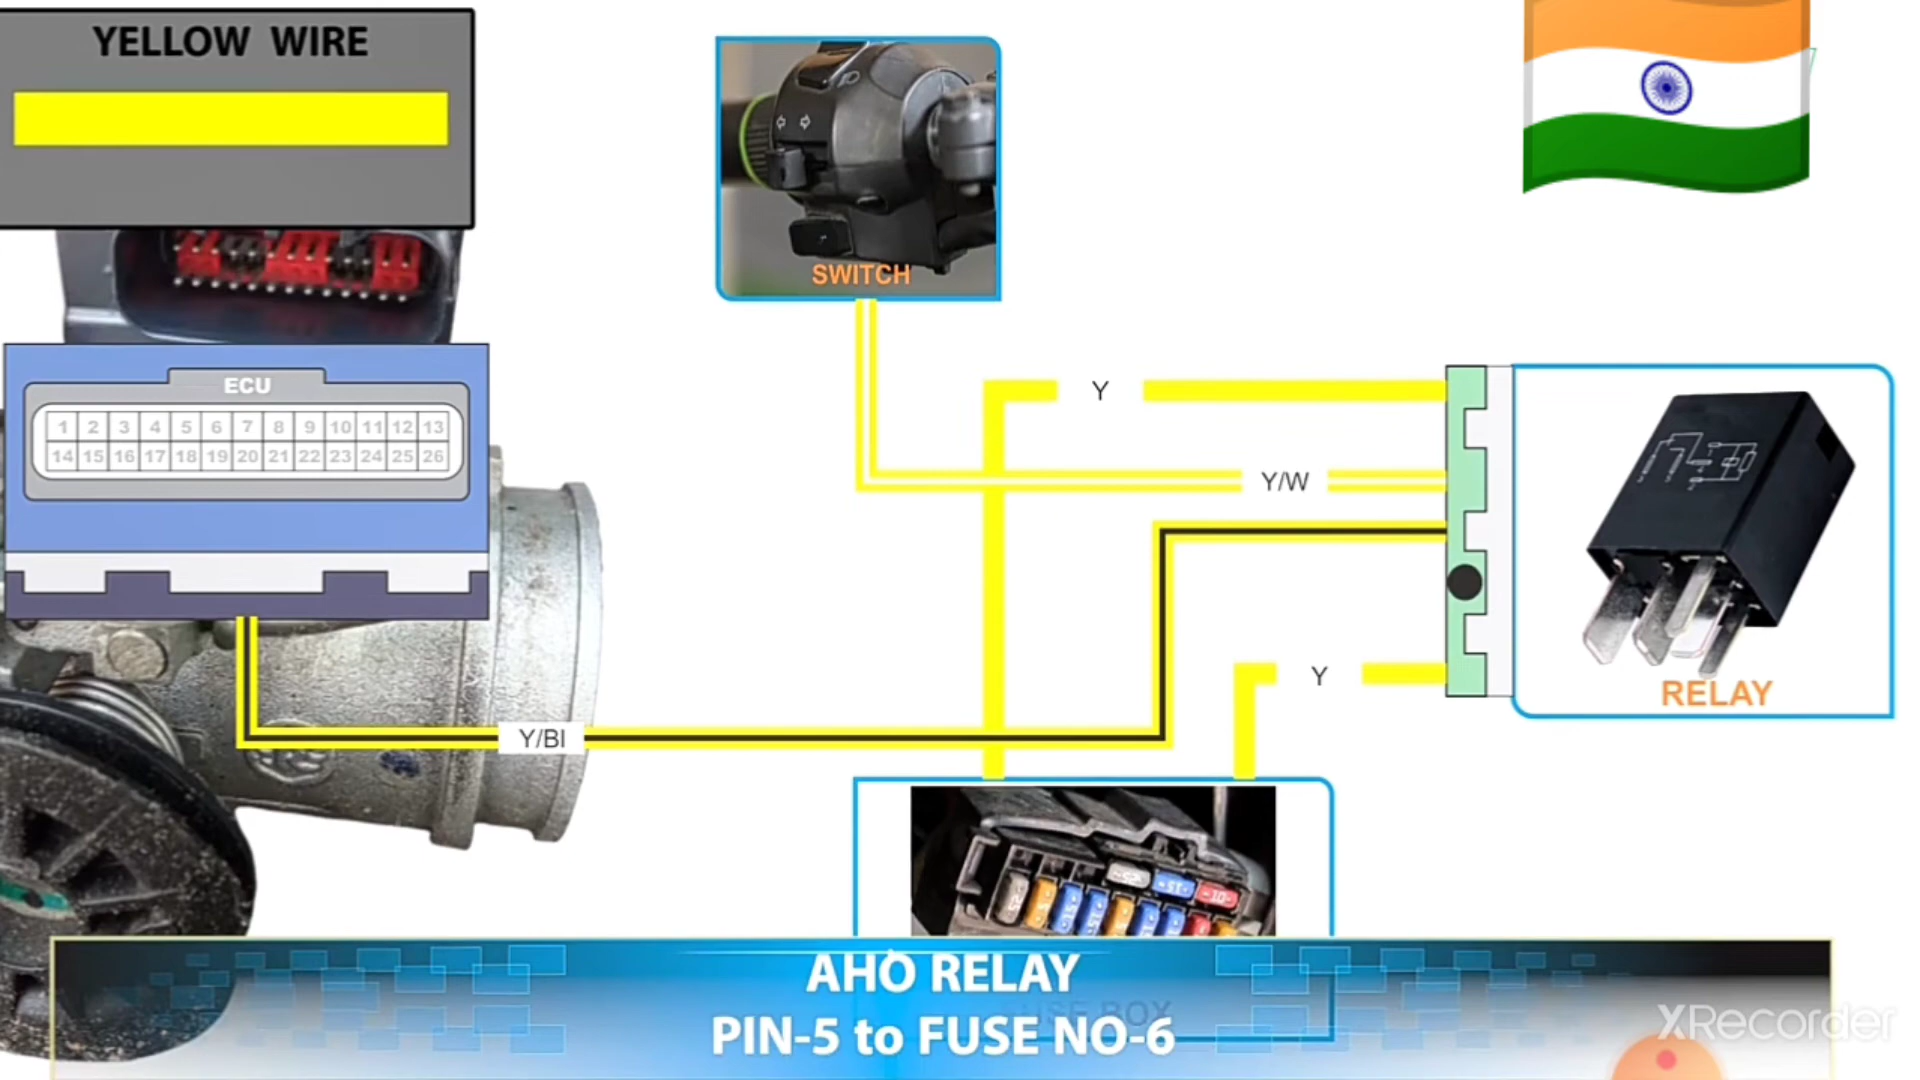 YELLOW WIRE
SWITCH
ECU
1 2 3 4 5 6 7 8 9 10 11 12 13
14 15 16 17 18 19 20 21 22 23 24 25 26
Y
Y/W
Y
RELAY
Y/Bl
AHO RELAY
PIN-5 to FUSE NO-6
XRecorder